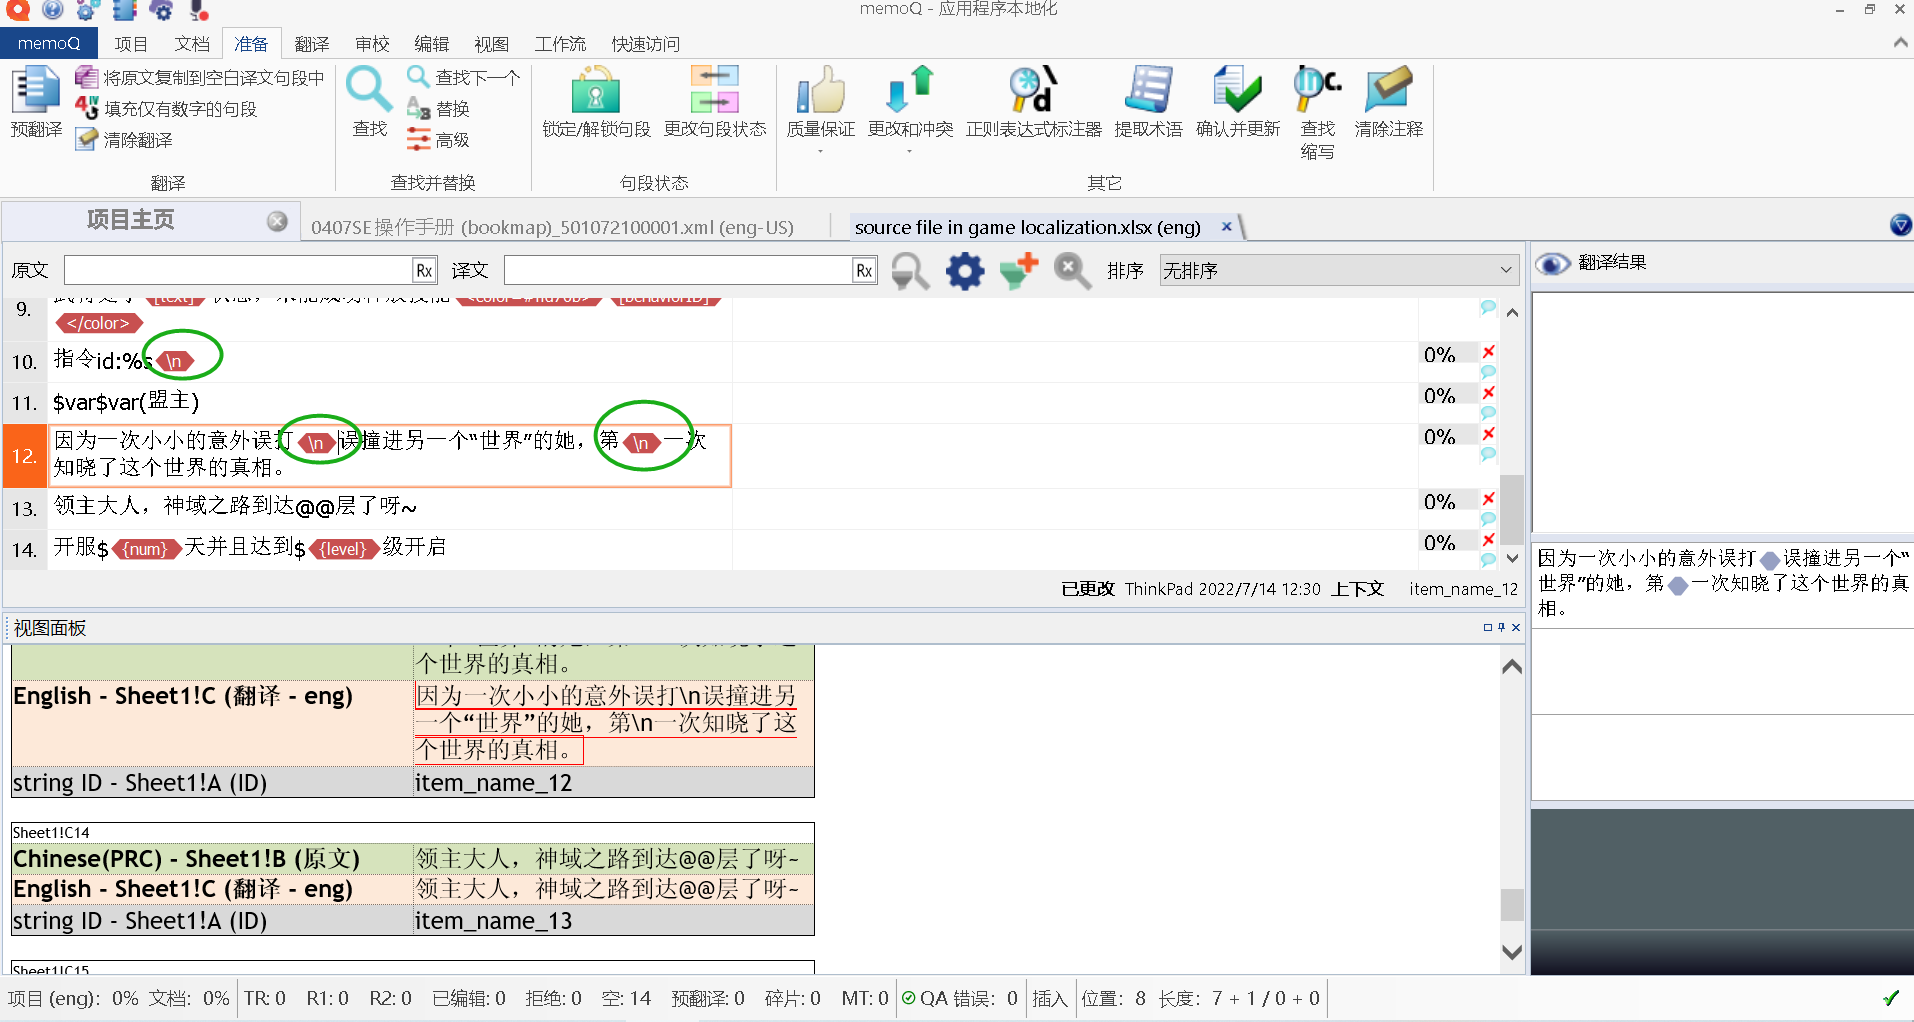 memoQ - 应用程序本地化
memoQ 项目 文档 准备 翻译 审校 编辑 视图 工作流 快速访问
预翻译
将原文复制到空白译文句段中
填充仅有数字的句段
清除翻译
翻译
查找
查找下一个
替换
高级
查找并替换
锁定/解锁句段 更改句段状态
句段状态
质量保证 更改和冲突 正则表达式标注器 提取术语 确认并更新 查找缩写 清除注释
其它
项目主页 0407SE操作手册 (bookmap)_501072100001.xml (eng-US) source file in game localization.xlsx (eng)
原文 Rx 译文 Rx 排序 无排序
9.
</color>
10. 指令id:%s \n 0%
11. $var$var(盟主) 0%
12. 因为一次小小的意外误打 \n 误撞进另一个“世界”的她，第 \n 一次 0%
知晓了这个世界的真相。
13. 领主大人，神域之路到达@@层了呀~ 0%
14. 开服$ {num} 天并且达到$ {level} 级开启 0%
已更改 ThinkPad 2022/7/14 12:30 上下文 item_name_12
翻译结果
因为一次小小的意外误打 误撞进另一个“
世界”的她，第 一次知晓了这个世界的真
相。
视图面板
个世界的真相。
English - Sheet1!C (翻译 - eng) 因为一次小小的意外误打\n误撞进另
一个“世界”的她，第\n一次知晓了这
个世界的真相。
string ID - Sheet1!A (ID) item_name_12
Sheet1!C14
Chinese(PRC) - Sheet1!B (原文) 领主大人，神域之路到达@@层了呀~
English - Sheet1!C (翻译 - eng) 领主大人，神域之路到达@@层了呀~
string ID - Sheet1!A (ID) item_name_13
Sheet1!C15
项目 (eng): 0% 文档: 0% TR: 0 R1: 0 R2: 0 已编辑: 0 拒绝: 0 空: 14 预翻译: 0 碎片: 0 MT: 0 QA 错误: 0 插入 位置: 8 长度: 7 + 1 / 0 + 0